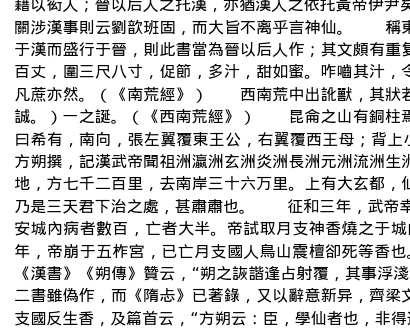 藉以衒人；晉以后人之托漢，亦猶漢人之依托黃帝伊尹矣
關涉漢事則云劉歆班固，而大旨不离乎言神仙。　　稱東
于漢而盛行于晉，則此書當為晉以后人作；其文頗有重复
百丈，圍三尺八寸，促節，多汁，甜如蜜。咋嚙其汁，令
凡蔗亦然。（《南荒經》）　　西南荒中出訛獸，其狀若
誠。）一之誕。（《西南荒經》）　　昆侖之山有銅柱焉
曰希有，南向，張左翼覆東王公，右翼覆西王母；背上小
方朔撰，記漢武帝聞祖洲瀛洲玄洲炎洲長洲元洲流洲生洲
地，方七千二百里，去南岸三十六万里。上有大玄都，仙
乃是三天君下治之處，甚肅肅也。　　征和三年，武帝幸
安城內病者數百，亡者大半。帝試取月支神香燒之于城內
年，帝崩于五柞宮，已亡月支國人鳥山震檀卻死等香也。
《漢書》《朔傳》贊云，“朔之詼諧逢占射覆，其事浮淺
二書雖偽作，而《隋志》已著錄，又以辭意新异，齊梁文
支國反生香，及篇首云，“方朔云：臣，學仙者也，非得道